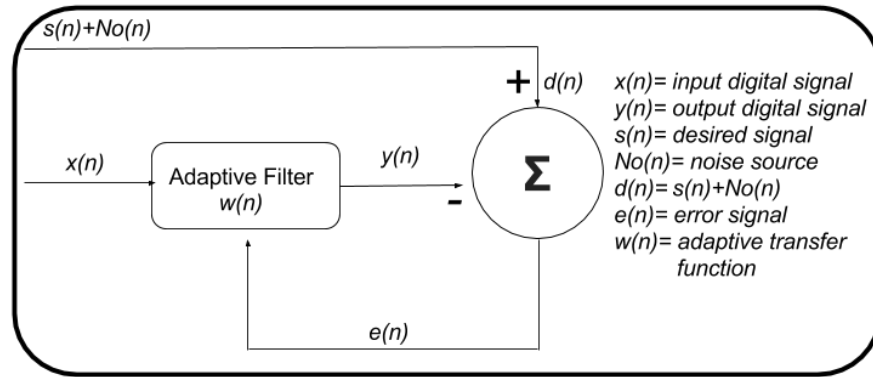 s(n)+No(n)
+
d(n)
x(n)
Adaptive Filter
w(n)
y(n)
-
Σ
e(n)
x(n)= input digital signal
y(n)= output digital signal
s(n)= desired signal
No(n)= noise source
d(n)= s(n)+No(n)
e(n)= error signal
w(n)= adaptive transfer
function